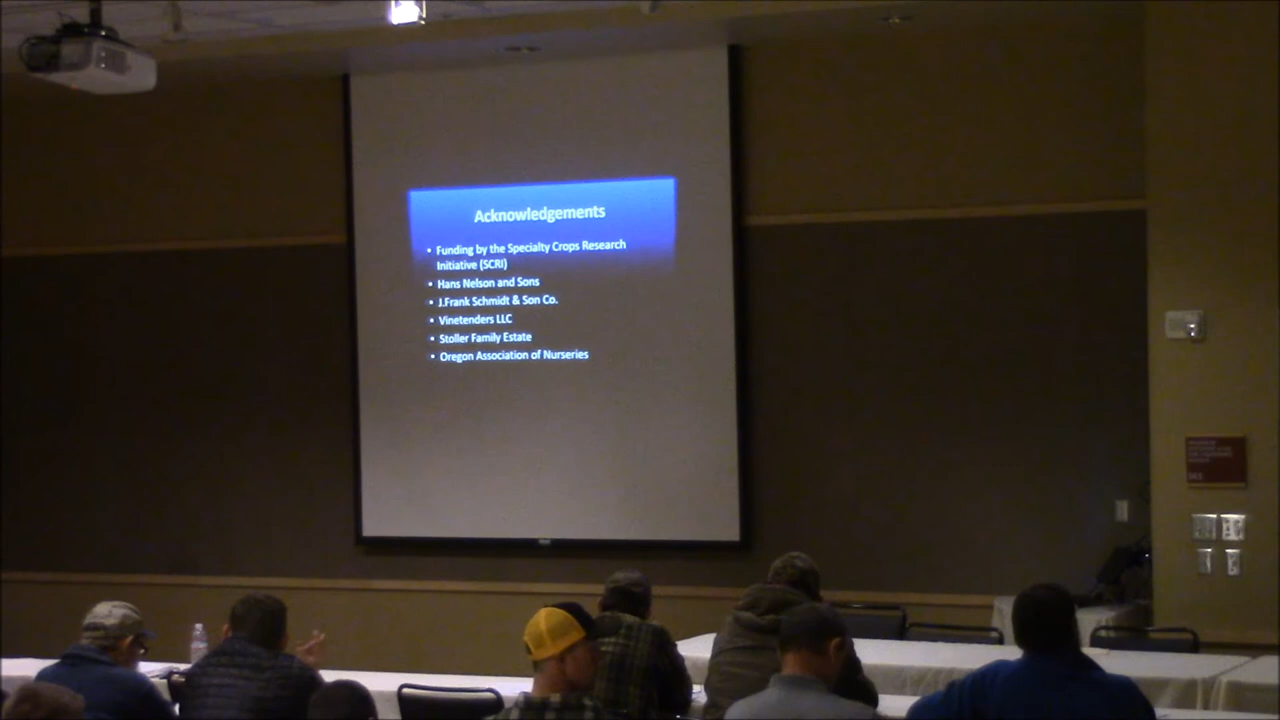 Acknowledgements
• Funding by the Specialty Crops Research
Initiative (SCRI)
• Hans Nelson and Sons
• J.Frank Schmidt & Son Co.
• Vinetenders LLC
• Stoller Family Estate
• Oregon Association of Nurseries